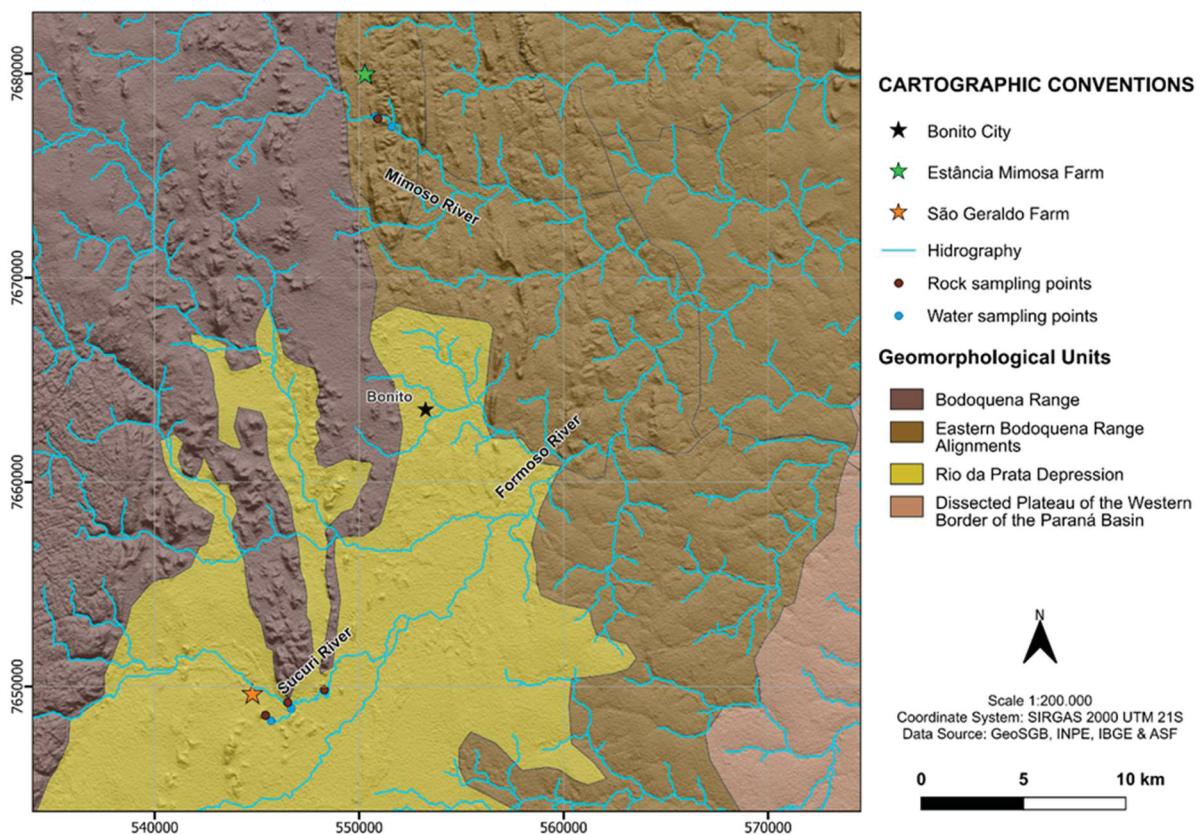 7680000
7670000
7660000
7650000
540000
550000
560000
570000
Mimoso River
Bonito
Formoso River
Sucuri River
CARTOGRAPHIC CONVENTIONS
Bonito City
Estância Mimosa Farm
São Geraldo Farm
Hidrography
Rock sampling points
Water sampling points
Geomorphological Units
Bodoquena Range
Eastern Bodoquena Range
Alignments
Rio da Prata Depression
Dissected Plateau of the Western
Border of the Paraná Basin
N
Scale 1:200.000
Coordinate System: SIRGAS 2000 UTM 21S
Data Source: GeoSGB, INPE, IBGE & ASF
0 5 10 km